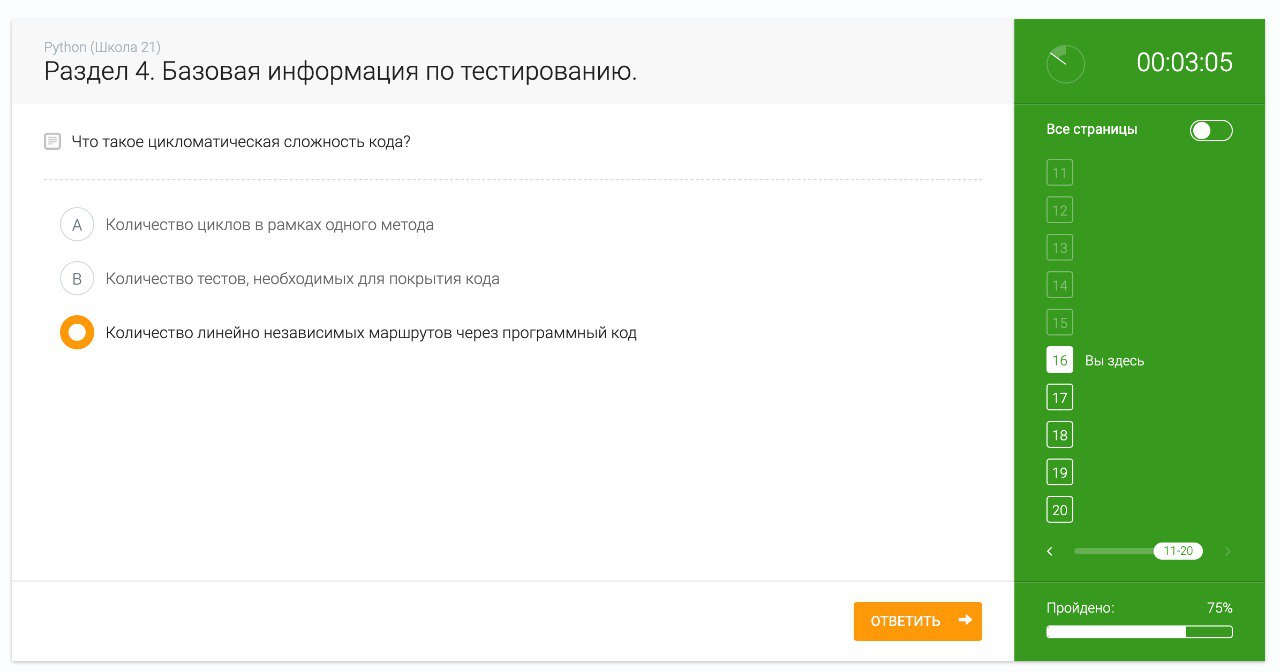 Python (Школа 21)
Раздел 4. Базовая информация по тестированию.
Что такое цикломатическая сложность кода?
A Количество циклов в рамках одного метода
B Количество тестов, необходимых для покрытия кода
Количество линейно независимых маршрутов через программный код
ОТВЕТИТЬ
00:03:05
Все страницы
11
12
13
14
15
16 Вы здесь
17
18
19
20
11-20
Пройдено: 75%